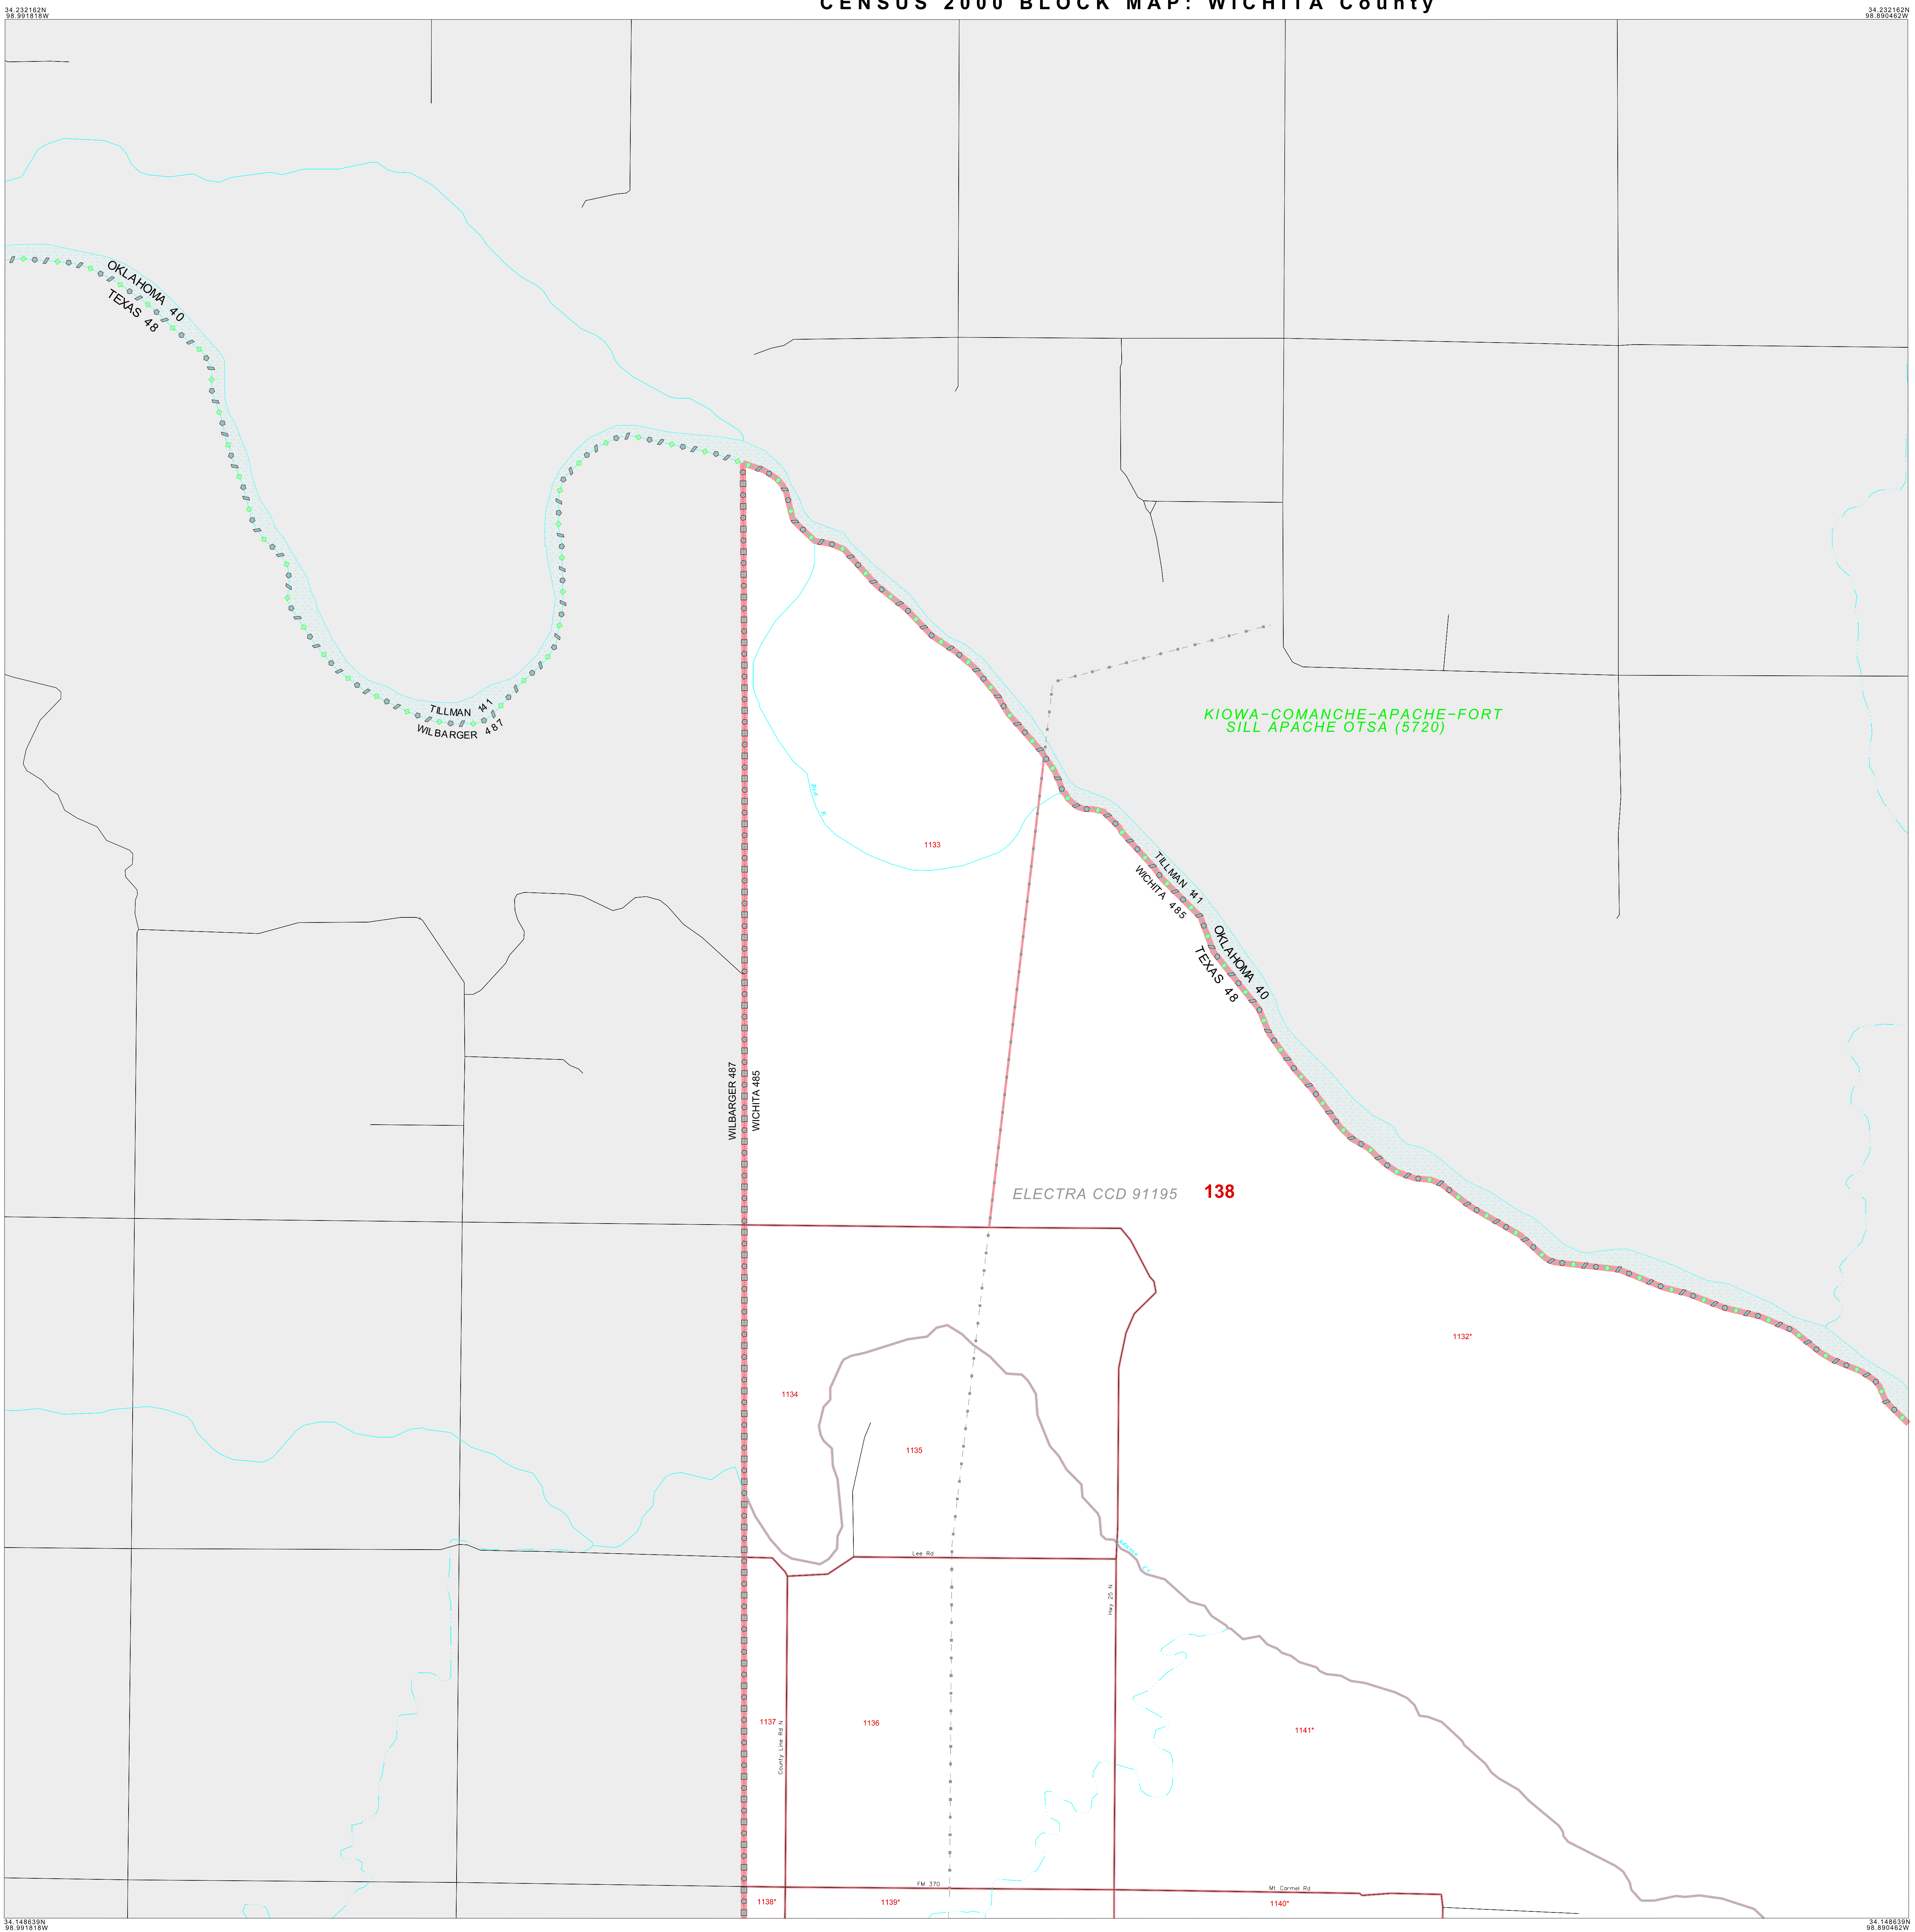 CENSUS 2000 BLOCK MAP: WICHITA County
34.232162N
98.991818W
34.232162N
98.890462W
OKLAHOMA 40
TEXAS 48
TILLMAN 141
WILBARGER 487
KIOWA-COMANCHE-APACHE-FORT
SILL APACHE OTSA (5720)
Red R
1133
TILLMAN 141
WICHITA 485
OKLAHOMA 40
TEXAS 48
WILBARGER 487
WICHITA 485
ELECTRA CCD 91195
138
1132*
1134
1135
Lee Rd
Hwy 25 N
1137
County Line Rd N
1136
1141*
FM 370
Mt Carmel Rd
1138*
1139*
1140*
34.148639N
98.991818W
34.148639N
98.890462W